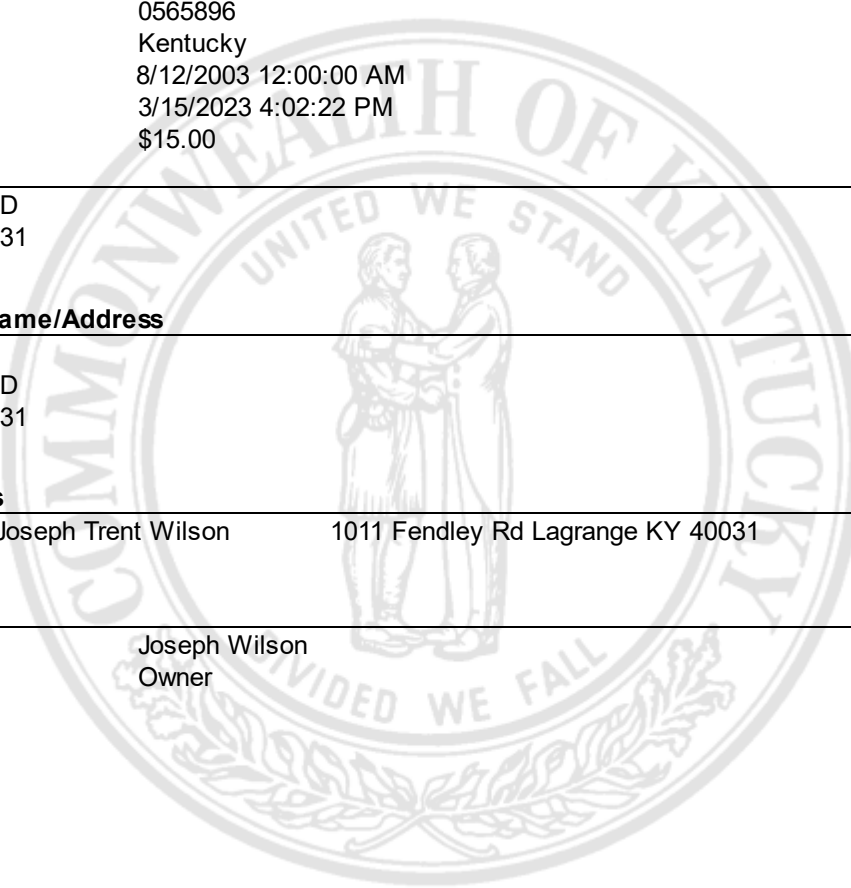 0565896
Kentucky
8/12/2003 12:00:00 AM
3/15/2023 4:02:22 PM
$15.00
D
31
ame/Address
D
31
s
Joseph Trent Wilson 1011 Fendley Rd Lagrange KY 40031
Joseph Wilson
Owner
COMMONWEALTH OF KENTUCKY
UNITED WE STAND
DIVIDED WE FALL